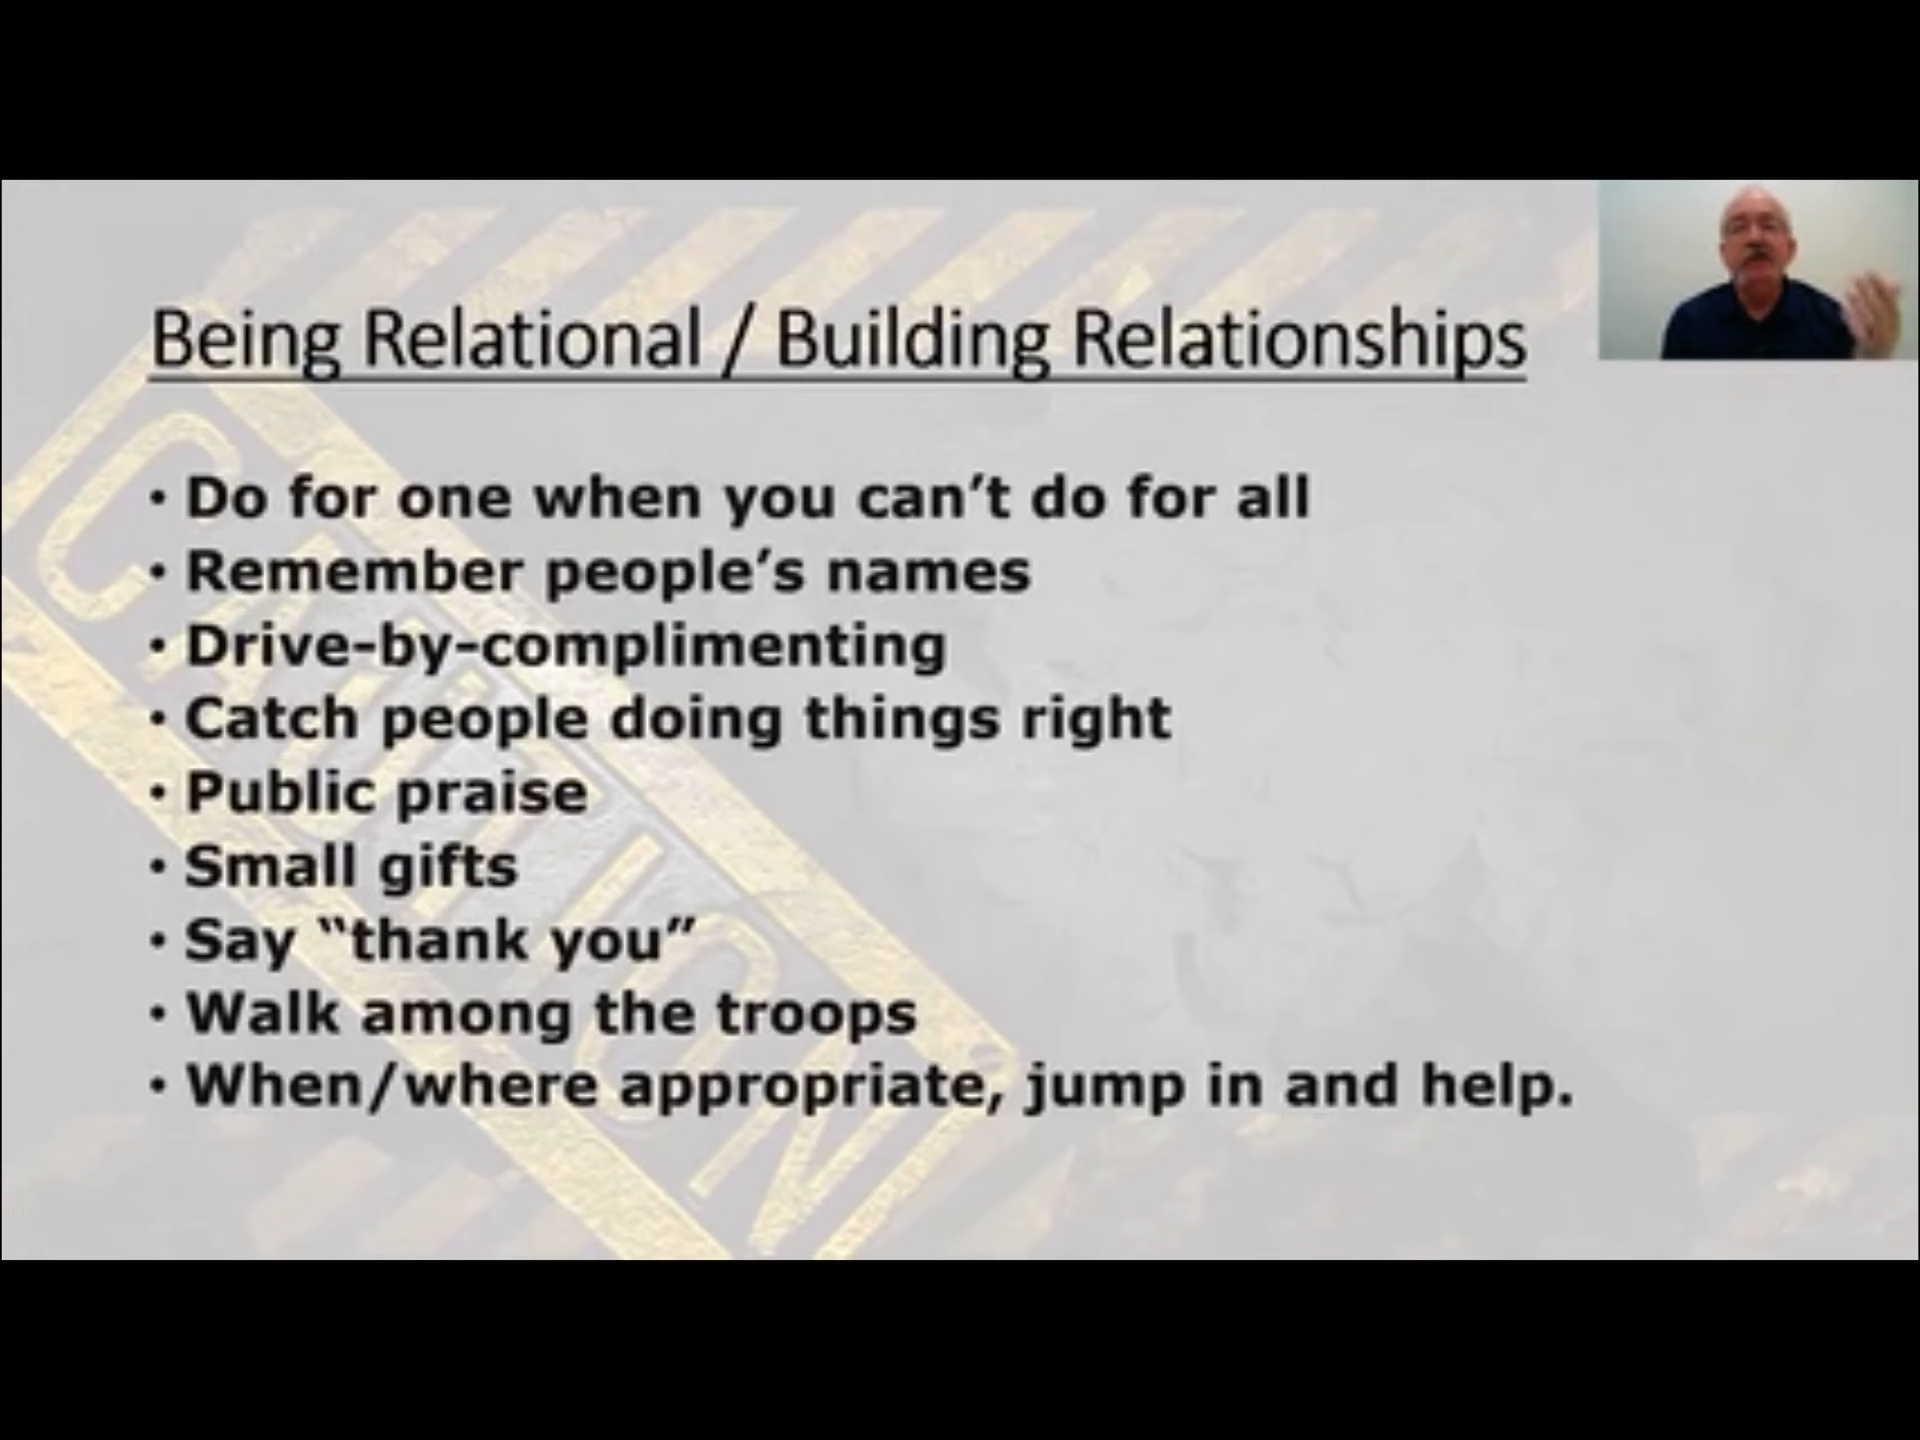 Being Relational / Building Relationships
• Do for one when you can’t do for all
• Remember people’s names
• Drive-by-complimenting
• Catch people doing things right
• Public praise
• Small gifts
• Say “thank you”
• Walk among the troops
• When/where appropriate, jump in and help.
CAUTION